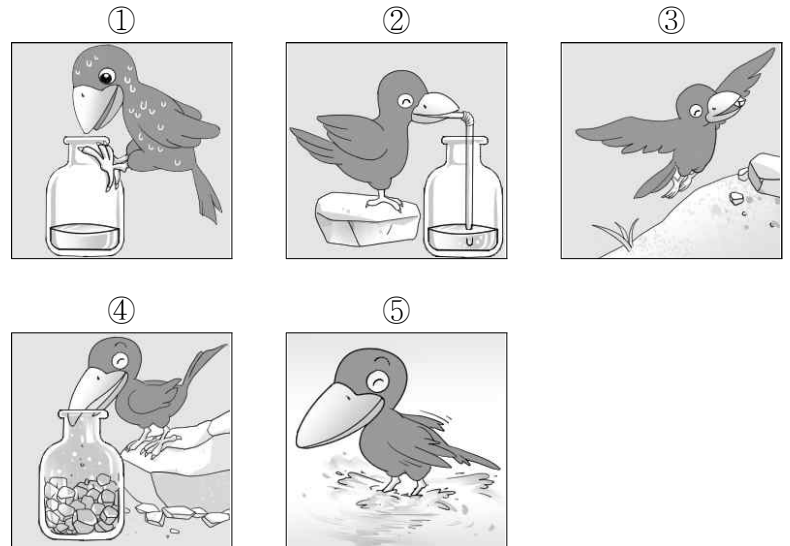 ① ② ③
④ ⑤